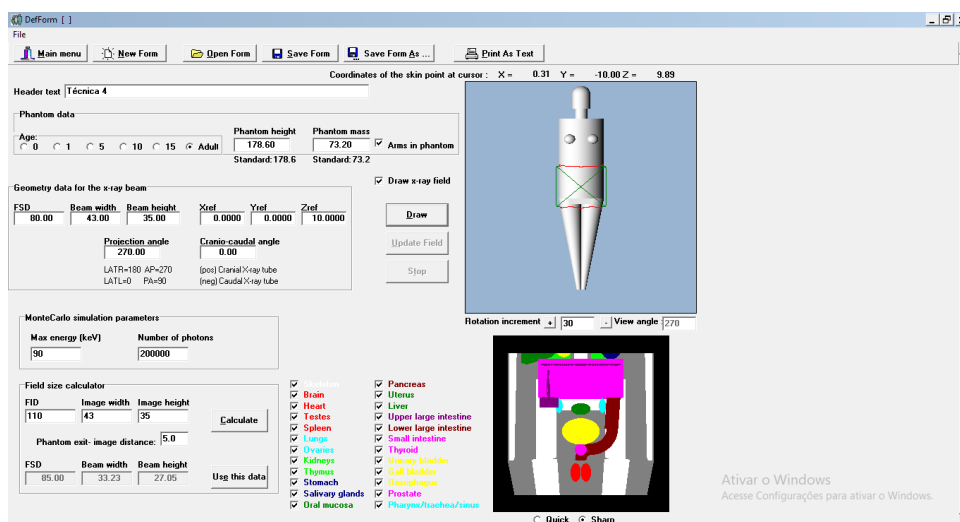 DefForm [ ]
File
Main menu New Form Open Form Save Form Save Form As ... Print As Text
Coordinates of the skin point at cursor : X = 0.31 Y = -10.00 Z = 9.89
Header text Técnica 4
Phantom data
Age:
0 1 5 10 15 Adult
Phantom height Phantom mass
178.60 73.20 Arms in phantom
Standard: 178.6 Standard: 73.2
Draw x-ray field
Geometry data for the x-ray beam
FSD Beam width Beam height Xref Yref Zref
80.00 43.00 35.00 0.0000 0.0000 10.0000
Draw
Projection angle Cranio-caudal angle
270.00 0.00
Update Field
LATR=180 AP=270 (pos) Cranial X-ray tube
LATL=0 PA=90 (neg) Caudal X-ray tube
Stop
Rotation increment + 30 - View angle 270
MonteCarlo simulation parameters
Max energy (keV) Number of photons
90 200000
Field size calculator
FID Image width Image height
110 43 35
Calculate
Phantom exit- image distance: 5.0
FSD Beam width Beam height
85.00 33.23 27.05
Use this data
Skeleton Pancreas
Brain Uterus
Heart Liver
Testes Upper large intestine
Spleen Lower large intestine
Lungs Small intestine
Ovaries Thyroid
Kidneys Urinary bladder
Thymus Gall bladder
Stomach Oesophagus
Salivary glands Prostate
Oral mucosa Pharynx/trachea/sinus
Quick Sharp
Ativar o Windows
Acesse Configurações para ativar o Windows.